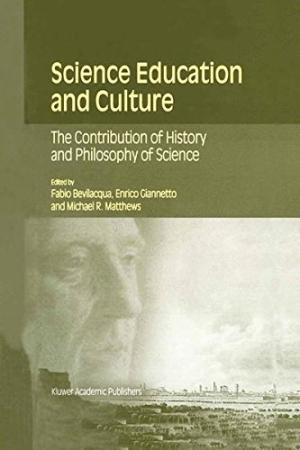 Science Education
and Culture
The Contribution of History
and Philosophy of Science
Edited by
Fabio Bevilacqua, Enrico Giannetto
and Michael R. Matthews
Kluwer Academic Publishers